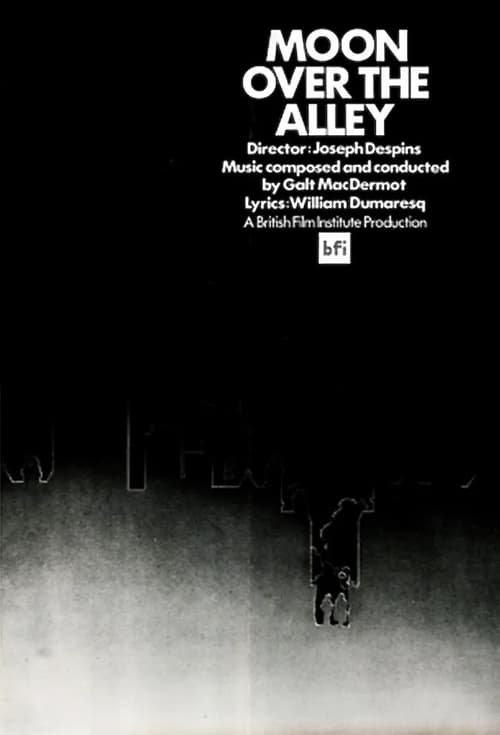 MOON
OVER THE
ALLEY
Director: Joseph Despins
Music composed and conducted
by Galt MacDermot
Lyrics: William Dumaresq
A British Film Institute Production
bfi